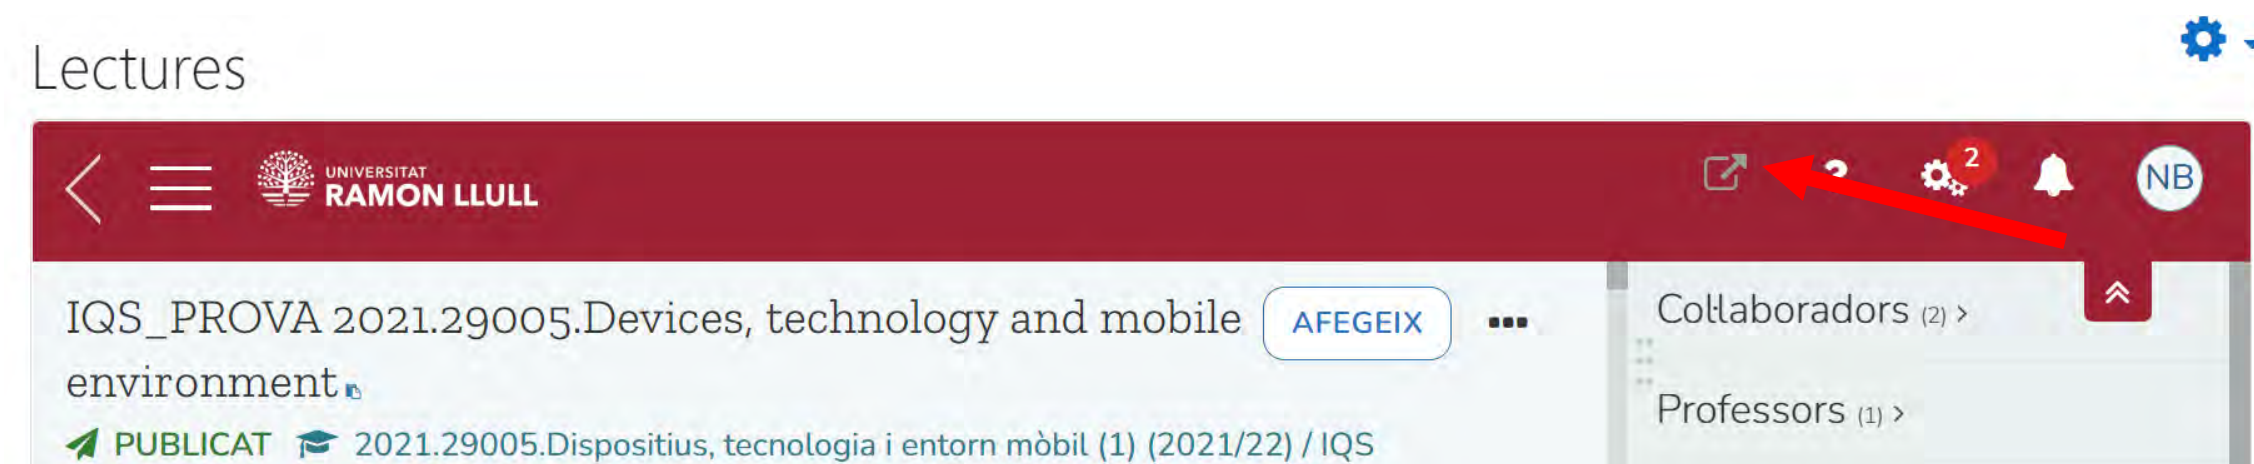 Lectures
UNIVERSITAT
RAMON LLULL
2
NB
IQS_PROVA 2021.29005.Devices, technology and mobile
environment
AFEGEIX
Col·laboradors (2) >
PUBLICAT 2021.29005.Dispositius, tecnologia i entorn mòbil (1) (2021/22) / IQS
Professors (1) >